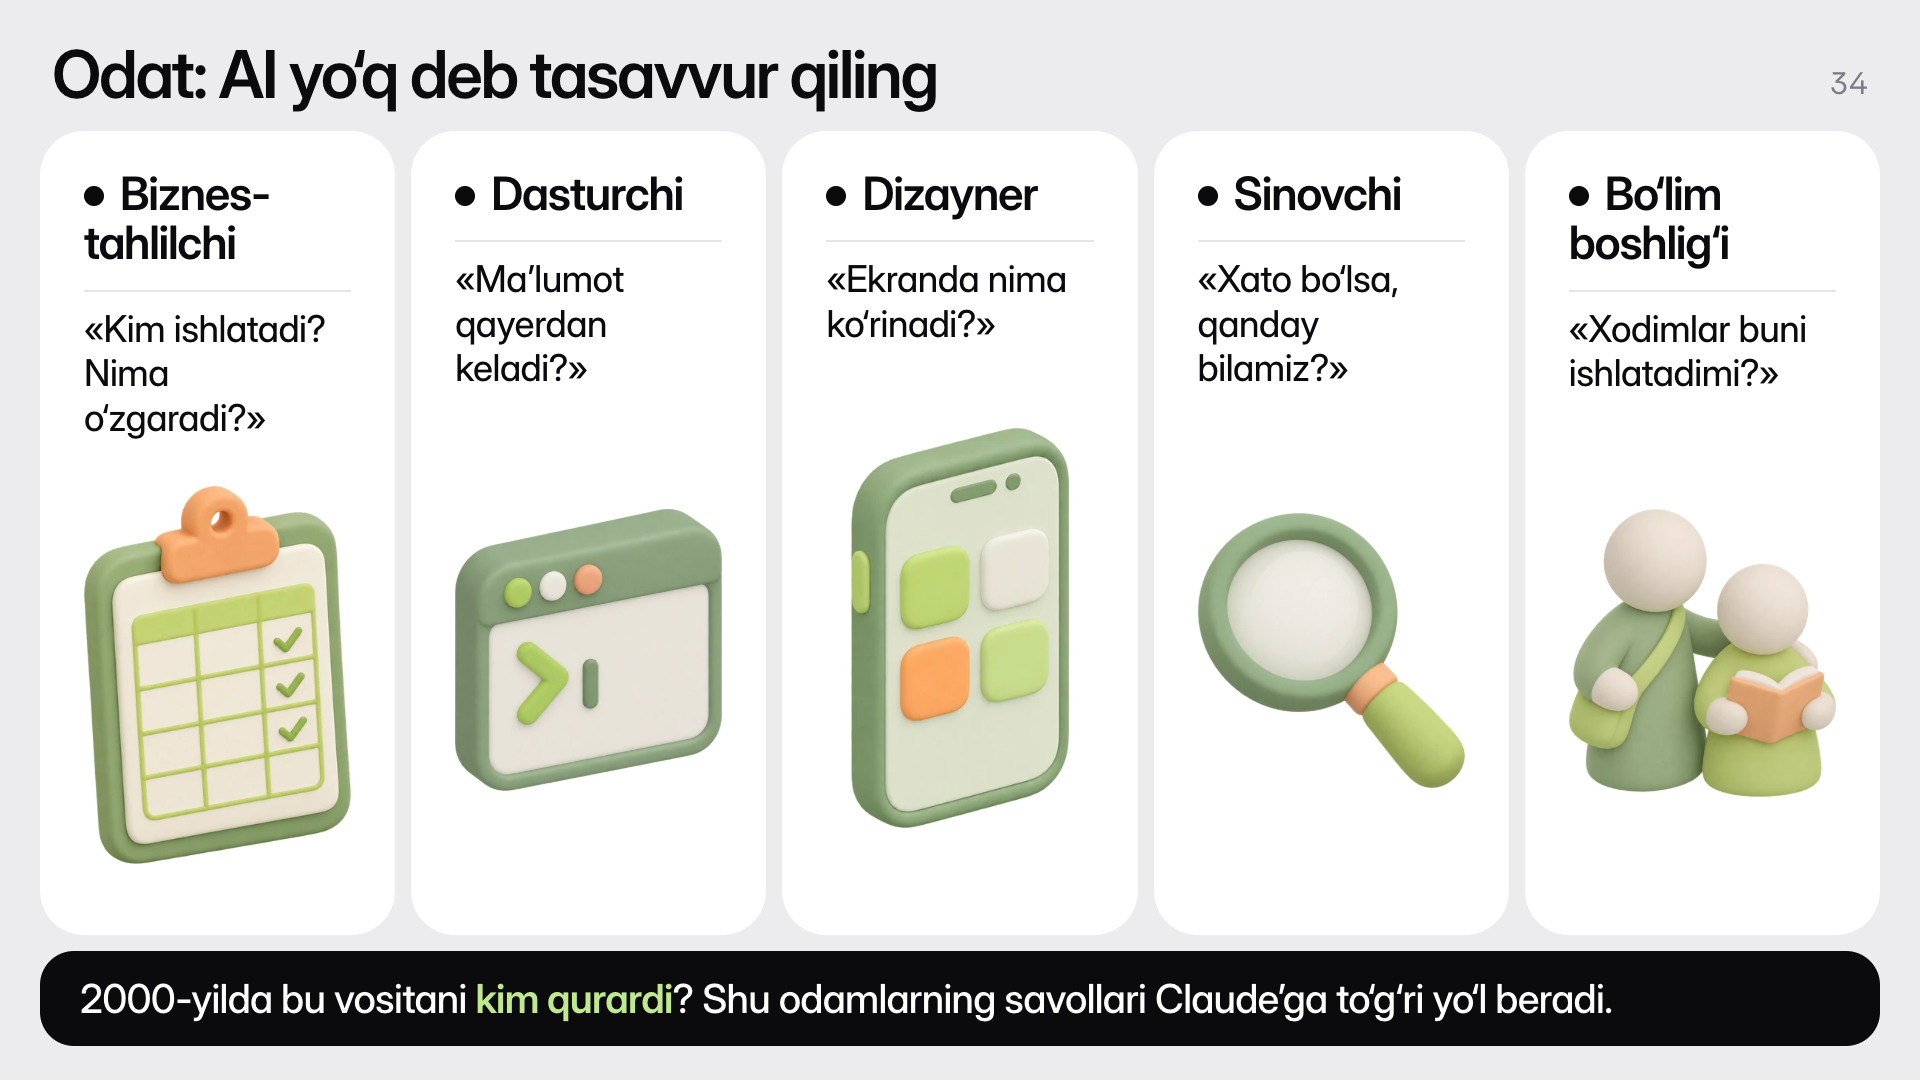 Odat: AI yo‘q deb tasavvur qiling
34
● Biznes-
tahlilchi
«Kim ishlatadi?
Nima
o‘zgaradi?»
● Dasturchi
«Ma’lumot
qayerdan
keladi?»
● Dizayner
«Ekranda nima
ko‘rinadi?»
● Sinovchi
«Xato bo‘lsa,
qanday
bilamiz?»
● Bo‘lim
boshlig‘i
«Xodimlar buni
ishlatadimi?»
2000-yilda bu vositani kim qurardi? Shu odamlarning savollari Claude’ga to‘g‘ri yo‘l beradi.